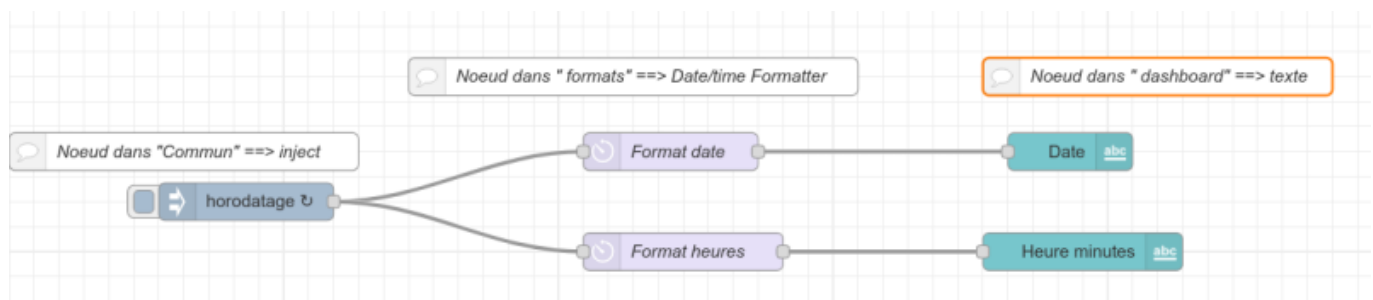 Noeud dans " formats" ==> Date/time Formatter
Noeud dans " dashboard" ==> texte
Noeud dans "Commun" ==> inject
Format date
Date
abc
horodatage ↻
Format heures
Heure minutes
abc